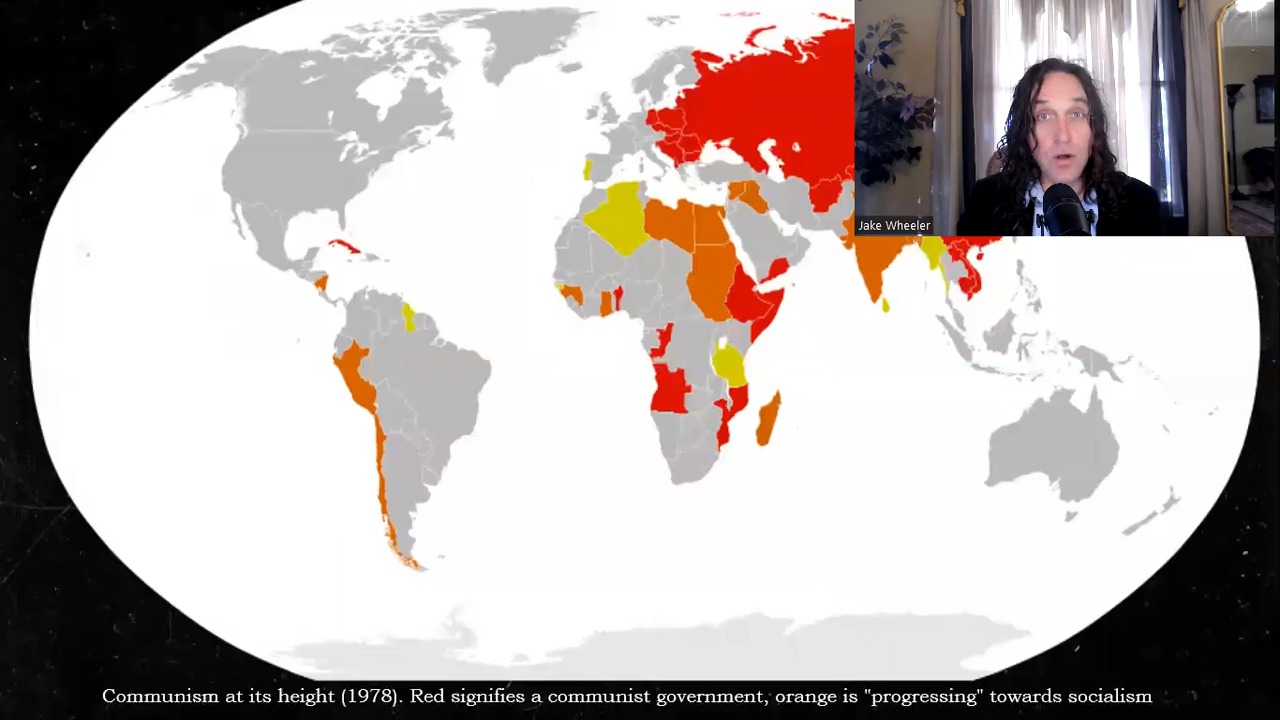 Jake Wheeler
Communism at its height (1978). Red signifies a communist government, orange is "progressing" towards socialism